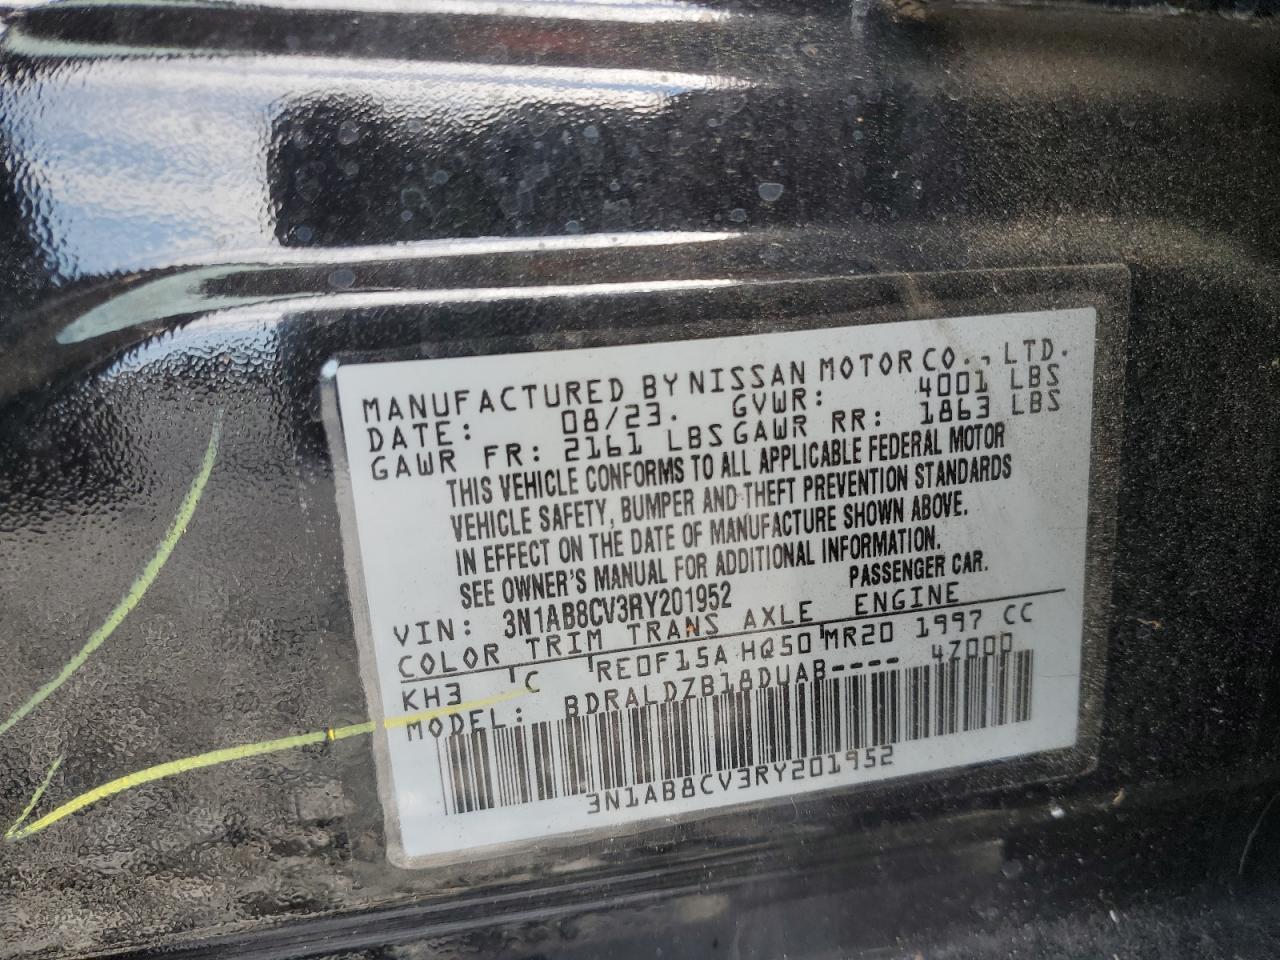 MANUFACTURED BY NISSAN MOTOR CO., LTD.
DATE: 08/23. GVWR: 4001 LBS
GAWR FR: 2161 LBS GAWR RR: 1863 LBS
THIS VEHICLE CONFORMS TO ALL APPLICABLE FEDERAL MOTOR
VEHICLE SAFETY, BUMPER AND THEFT PREVENTION STANDARDS
IN EFFECT ON THE DATE OF MANUFACTURE SHOWN ABOVE.
SEE OWNER'S MANUAL FOR ADDITIONAL INFORMATION.
VIN: 3N1AB8CV3RY201952 PASSENGER CAR.
COLOR TRIM TRANS AXLE ENGINE
KH3 C RE0F15A HQ50 MR20 1997 CC
MODEL: BDRALDZB18DUAB---- 4Z000
3N1AB8CV3RY201952